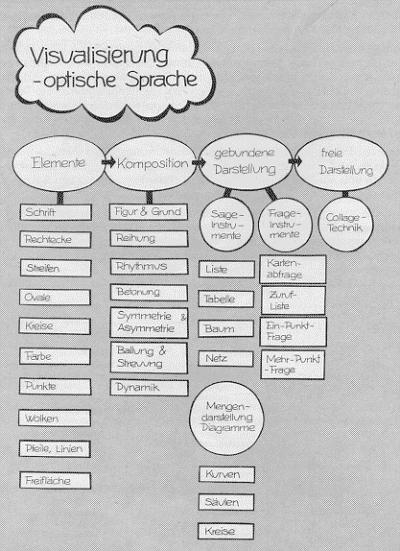 Visualisierung
-optische Sprache
Elemente
Komposition
gebundene
Darstellung
freie
Darstellung
Schrift
Rechtecke
Streifen
Ovale
Kreise
Farbe
Punkte
Wolken
Pfeile, Linien
Freifläche
Figur & Grund
Reihung
Rhythmus
Betonung
Symmetrie &
Asymmetrie
Ballung &
Streuung
Dynamik
Sage-
Instru-
mente
Liste
Tabelle
Baum
Netz
Mengen-
darstellung
Diagramme
Kurven
Säulen
Kreise
Frage-
Instru-
mente
Karten-
abfrage
Zuruf-
Liste
Ein-Punkt-
Frage
Mehr-Punkt
-Frage
Collage-
Technik